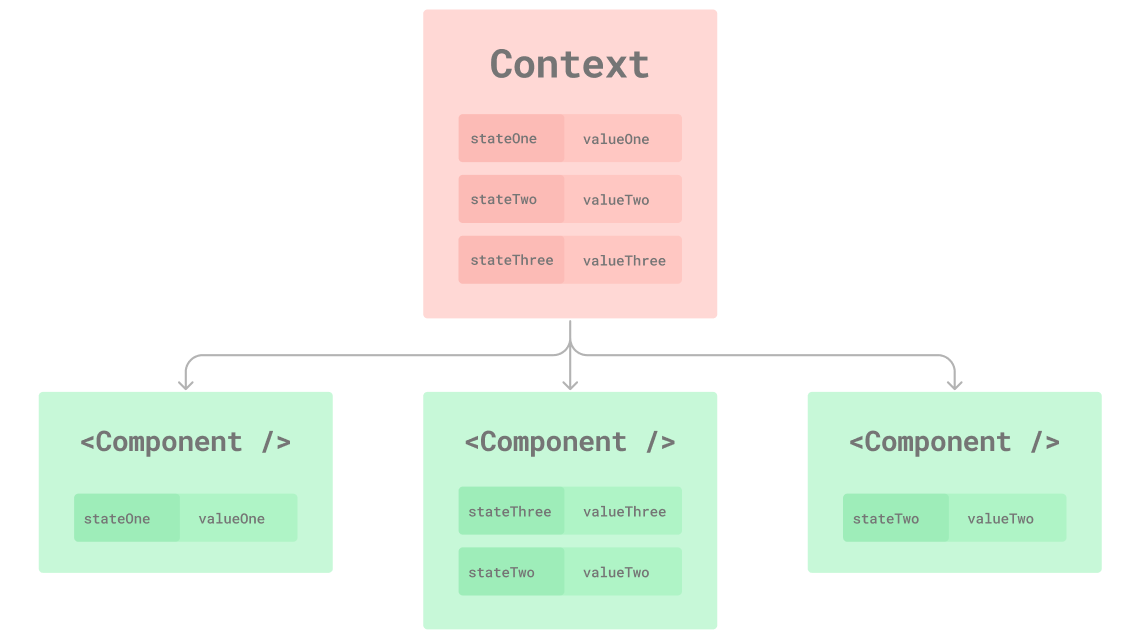 Context
stateOne valueOne
stateTwo valueTwo
stateThree valueThree
<Component />
stateOne valueOne
<Component />
stateThree valueThree
stateTwo valueTwo
<Component />
stateTwo valueTwo